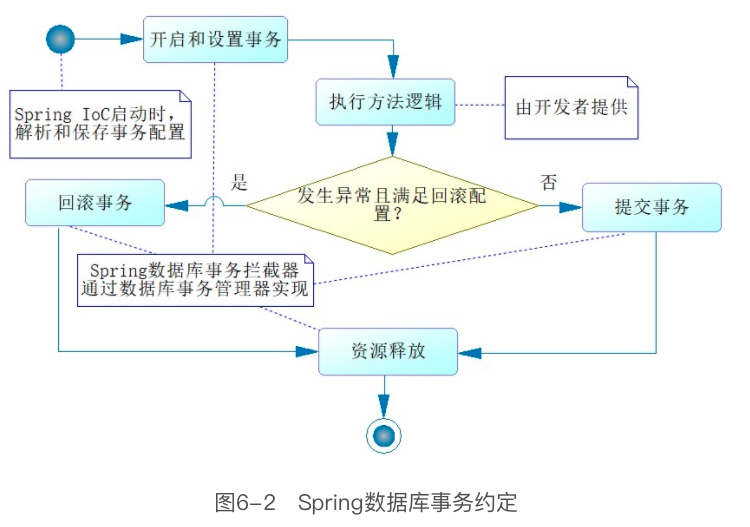 开启和设置事务
Spring IoC启动时，
解析和保存事务配置
执行方法逻辑
由开发者提供
是
发生异常且满足回滚配
置？
否
回滚事务
提交事务
Spring数据库事务拦截器
通过数据库事务管理器实现
资源释放
图6-2 Spring数据库事务约定